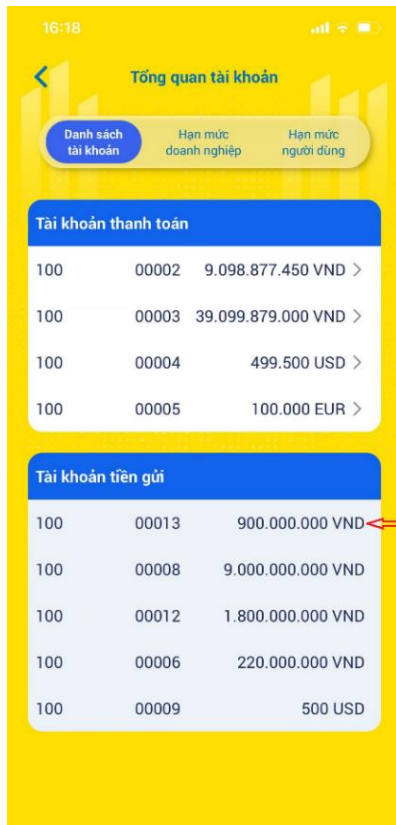 16:18
Tổng quan tài khoản
Danh sách
tài khoản
Hạn mức
doanh nghiệp
Hạn mức
người dùng
Tài khoản thanh toán
100 00002 9.098.877.450 VND >
100 00003 39.099.879.000 VND >
100 00004 499.500 USD >
100 00005 100.000 EUR >
Tài khoản tiền gửi
100 00013 900.000.000 VND
100 00008 9.000.000.000 VND
100 00012 1.800.000.000 VND
100 00006 220.000.000 VND
100 00009 500 USD